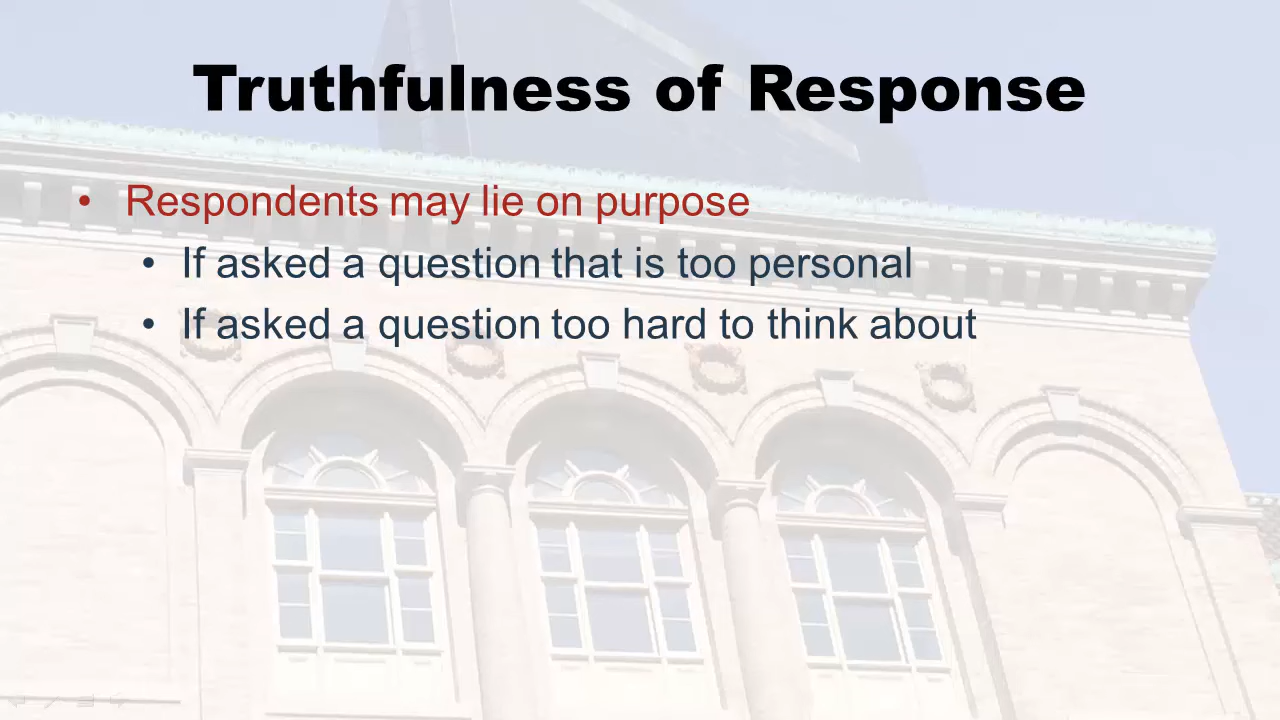 Truthfulness of Response
• Respondents may lie on purpose
• If asked a question that is too personal
• If asked a question too hard to think about